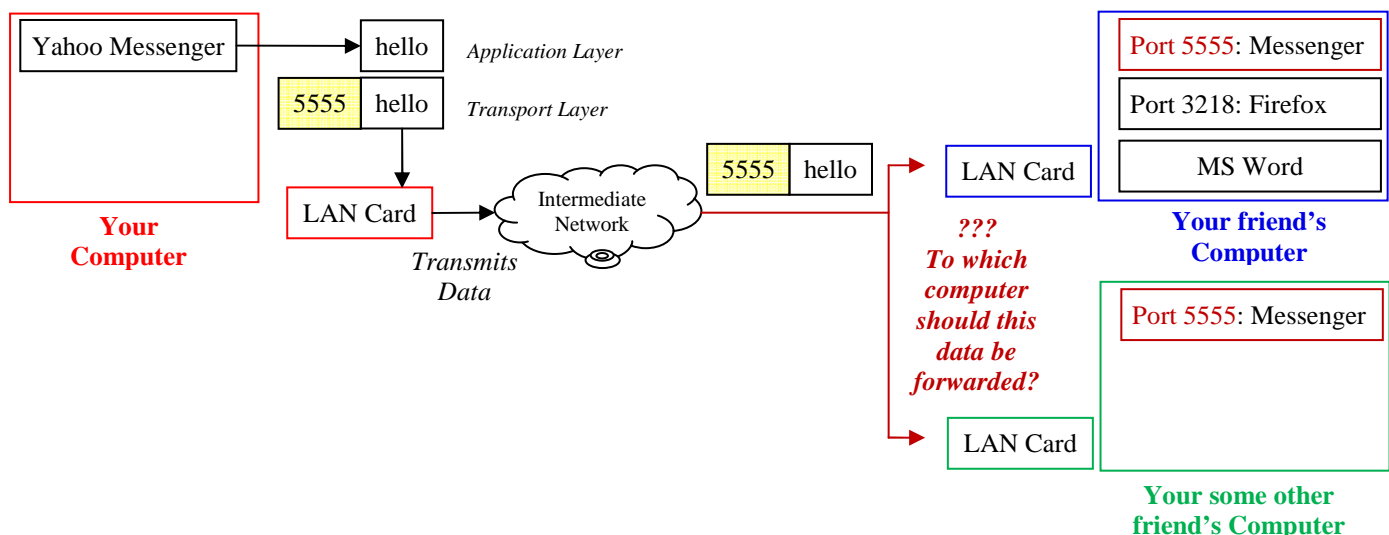 Yahoo Messenger
hello
Application Layer
5555
hello
Transport Layer
LAN Card
Your
Computer
Transmits
Data
Intermediate
Network
5555
hello
LAN Card
Port 5555: Messenger
Port 3218: Firefox
MS Word
Your friend's
Computer
???
To which
computer
should this
data be
forwarded?
Port 5555: Messenger
LAN Card
Your some other
friend's Computer